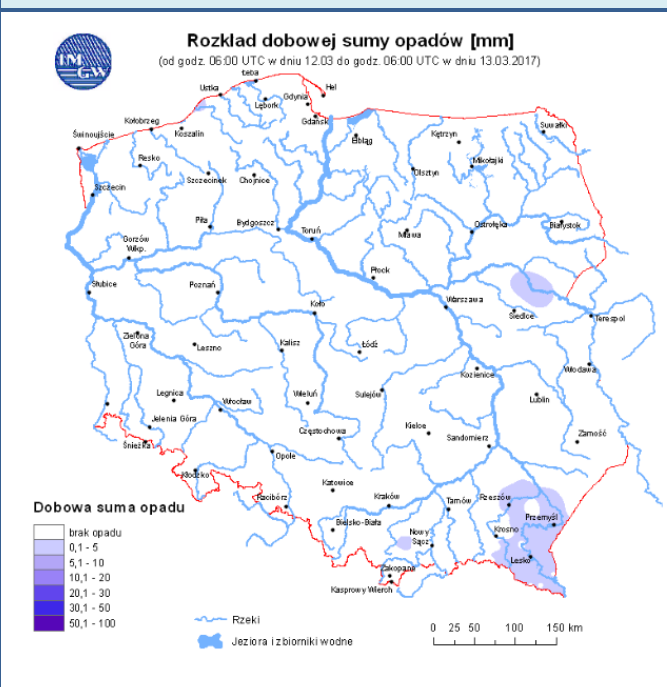 IM
GW
Rozkład dobowej sumy opadów [mm]
(od godz. 06:00 UTC w dniu 12.03 do godz. 06:00 UTC w dniu 13.03.2017)
Łeba
Hel
Ustka
Gdynia
Lębork
Gdańsk
Kołobrzeg
Koszalin
Suwałki
Elbląg
Kętrzyn
Świnoujście
Resko
Mikołajki
Olsztyn
Szczecinek
Chojnice
Szczecin
Piła
Bydgoszcz
Toruń
Mława
Ostrołęka
Białystok
Gorzów
Wlkp.
Płock
Słubice
Poznań
Koło
Warszawa
Siedlce
Terespol
Zielona
Góra
Leszno
Kalisz
Łódź
Kozienice
Włodawa
Legnica
Wrocław
Wieluń
Sulejów
Lublin
Jelenia Góra
Częstochowa
Kielce
Sandomierz
Zamość
Śnieżka
Opole
Kłodzko
Katowice
Racibórz
Kraków
Tarnów
Rzeszów
Przemyśl
Bielsko-Biała
Nowy
Sącz
Krosno
Lesko
Zakopane
Kasprowy Wierch
Dobowa suma opadu
brak opadu
0,1 - 5
5,1 - 10
10,1 - 20
20,1 - 30
30,1 - 50
50,1 - 100
Rzeki
Jeziora i zbiorniki wodne
0 25 50 100 150 km